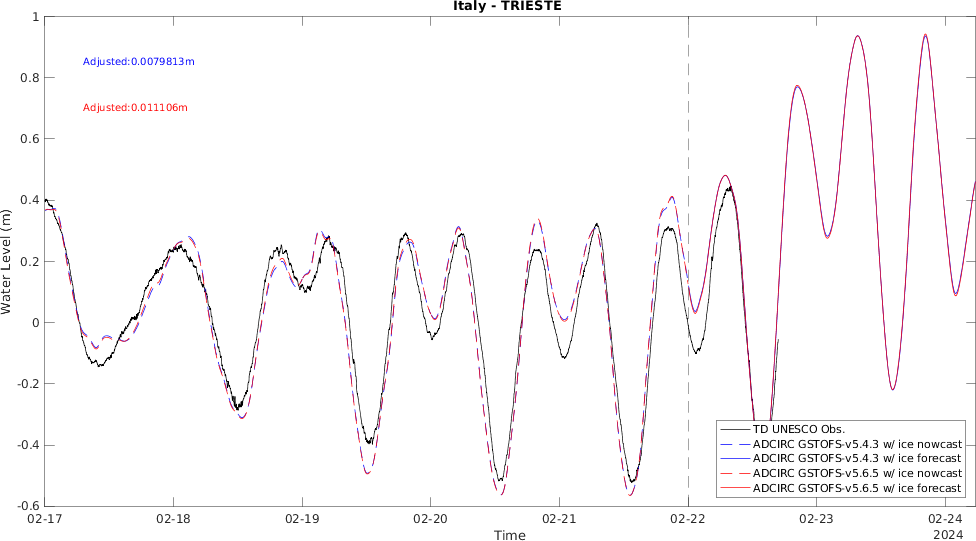 Italy - TRIESTE
1
0.8
0.6
0.4
0.2
0
-0.2
-0.4
-0.6
Water Level (m)
Adjusted:0.0079813m
Adjusted:0.011106m
TD UNESCO Obs.
ADCIRC GSTOFS-v5.4.3 w/ ice nowcast
ADCIRC GSTOFS-v5.4.3 w/ ice forecast
ADCIRC GSTOFS-v5.6.5 w/ ice nowcast
ADCIRC GSTOFS-v5.6.5 w/ ice forecast
02-17 02-18 02-19 02-20 02-21 02-22 02-23 02-24
Time
2024